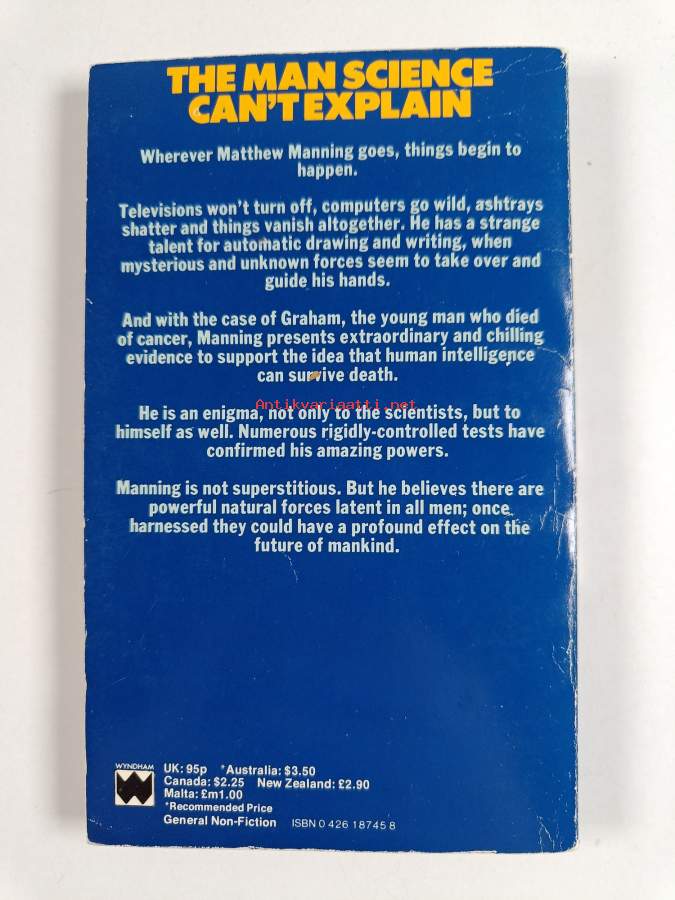 THE MAN SCIENCE
CAN'T EXPLAIN
Wherever Matthew Manning goes, things begin to
happen.
Televisions won't turn off, computers go wild, ashtrays
shatter and things vanish altogether. He has a strange
talent for automatic drawing and writing, when
mysterious and unknown forces seem to take over and
guide his hands.
And with the case of Graham, the young man who died
of cancer, Manning presents extraordinary and chilling
evidence to support the idea that human intelligence
can survive death.
Antikvariaatti.net
He is an enigma, not only to the scientists, but to
himself as well. Numerous rigidly-controlled tests have
confirmed his amazing powers.
Manning is not superstitious. But he believes there are
powerful natural forces latent in all men; once
harnessed they could have a profound effect on the
future of mankind.
WYNDHAM
UK: 95p *Australia: $3.50
Canada: $2.25 New Zealand: £2.90
Malta: £m1.00
*Recommended Price
General Non-Fiction ISBN 0 426 18745 8